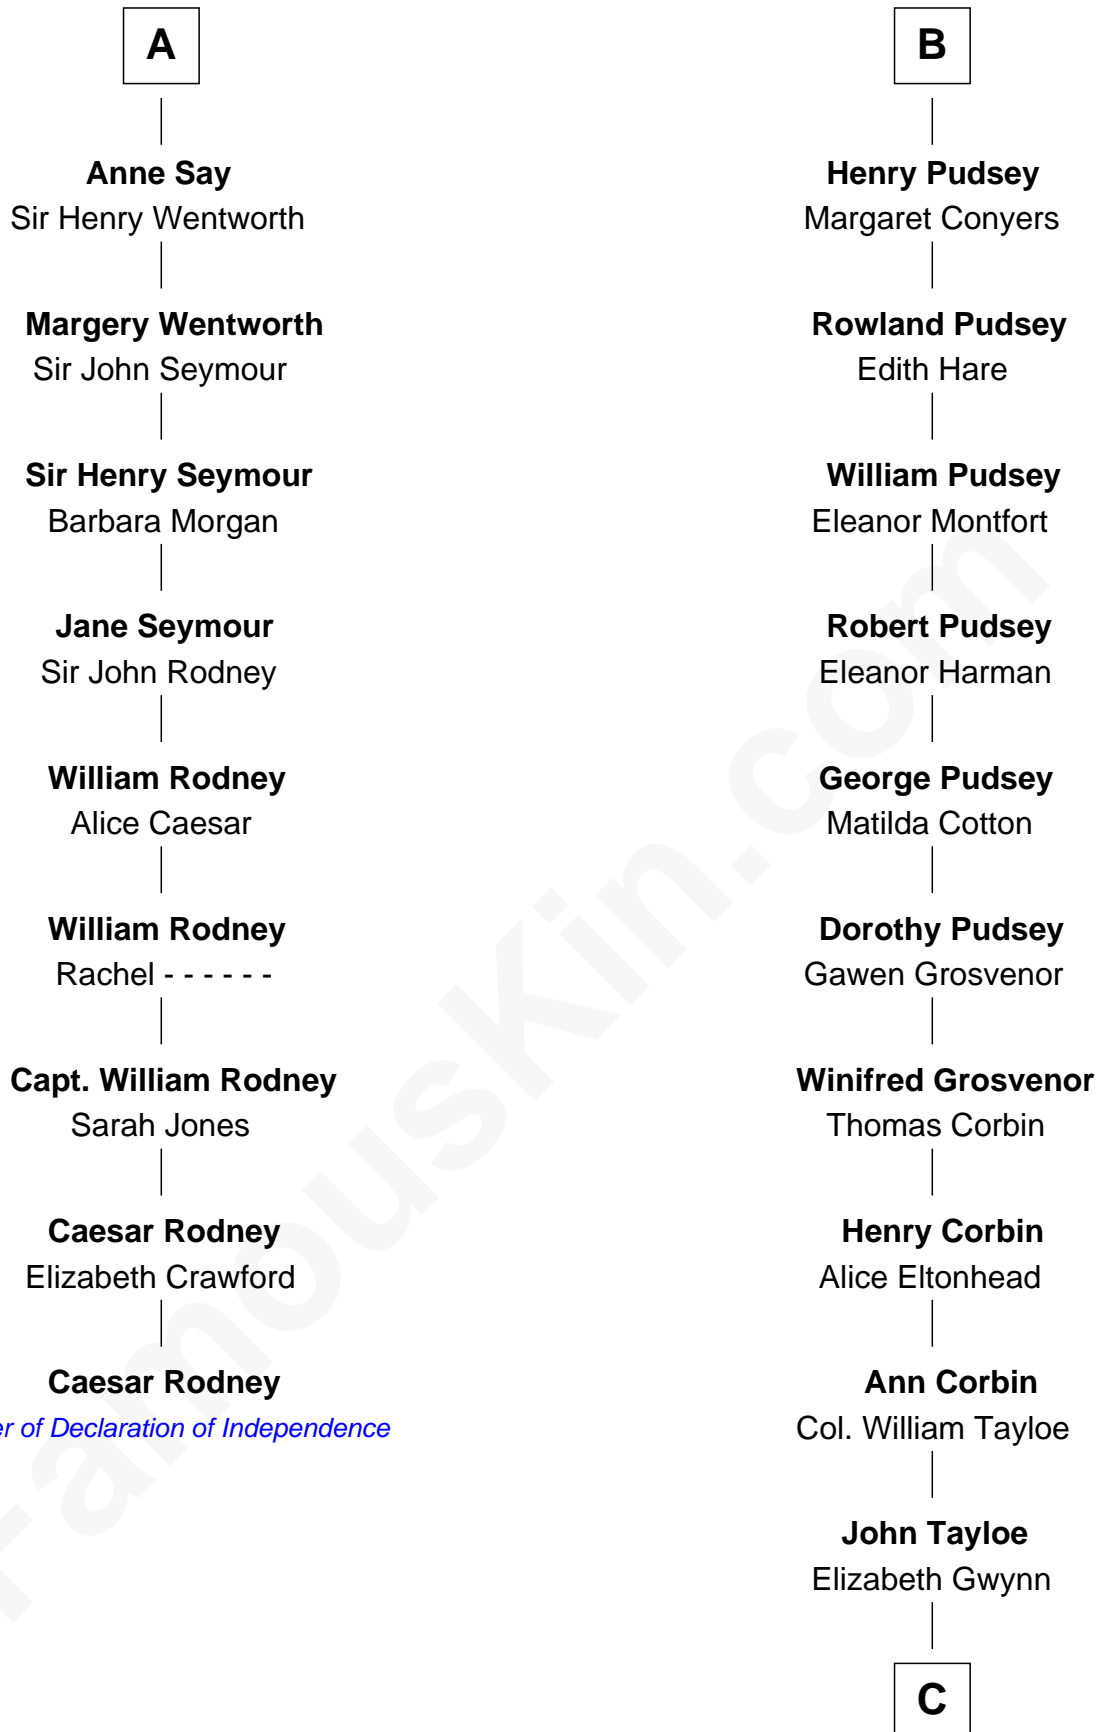 A
Anne Say
Sir Henry Wentworth
Margery Wentworth
Sir John Seymour
Sir Henry Seymour
Barbara Morgan
Jane Seymour
Sir John Rodney
William Rodney
Alice Caesar
William Rodney
Rachel - - - - - -
Capt. William Rodney
Sarah Jones
Caesar Rodney
Elizabeth Crawford
Caesar Rodney
er of Declaration of Independence
B
Henry Pudsey
Margaret Conyers
Rowland Pudsey
Edith Hare
William Pudsey
Eleanor Montfort
Robert Pudsey
Eleanor Harman
George Pudsey
Matilda Cotton
Dorothy Pudsey
Gawen Grosvenor
Winifred Grosvenor
Thomas Corbin
Henry Corbin
Alice Eltonhead
Ann Corbin
Col. William Tayloe
John Tayloe
Elizabeth Gwynn
C
FamousKin.com